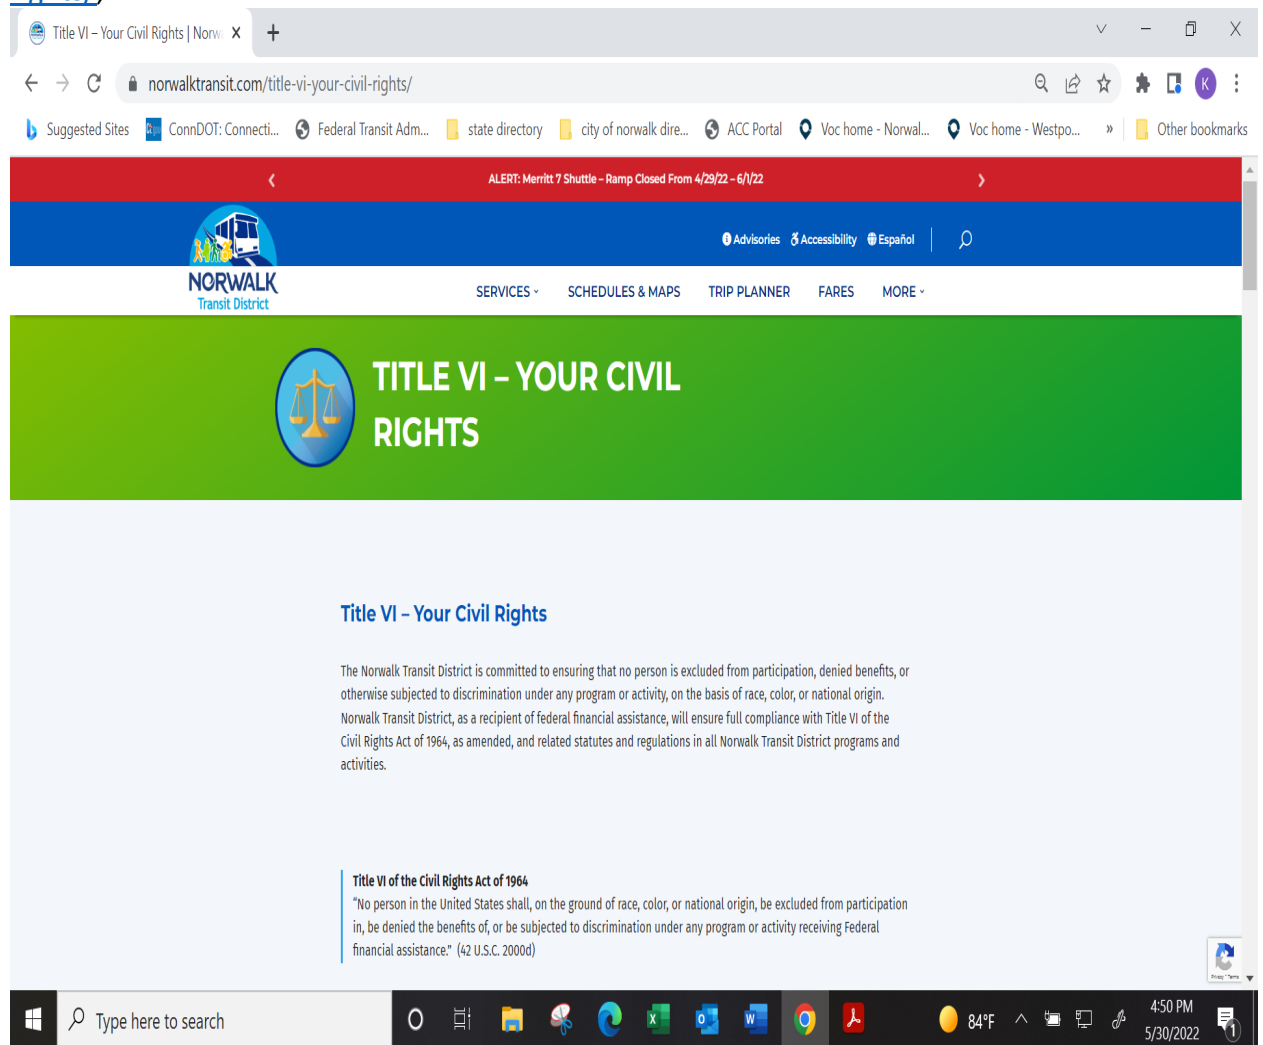 Title VI – Your Civil Rights | Norw
norwalktransit.com/title-vi-your-civil-rights/
K
Suggested Sites
ConnDOT: Connecti...
Federal Transit Adm...
state directory
city of norwalk dire...
ACC Portal
Voc home - Norwal...
Voc home - Westpo...
»
Other bookmarks
ALERT: Merritt 7 Shuttle – Ramp Closed From 4/29/22 – 6/1/22
Advisories
Accessibility
Español
NORWALK
Transit District
SERVICES
SCHEDULES & MAPS
TRIP PLANNER
FARES
MORE
TITLE VI – YOUR CIVIL
RIGHTS
Title VI – Your Civil Rights
The Norwalk Transit District is committed to ensuring that no person is excluded from participation, denied benefits, or
otherwise subjected to discrimination under any program or activity, on the basis of race, color, or national origin.
Norwalk Transit District, as a recipient of federal financial assistance, will ensure full compliance with Title VI of the
Civil Rights Act of 1964, as amended, and related statutes and regulations in all Norwalk Transit District programs and
activities.
Title VI of the Civil Rights Act of 1964
“No person in the United States shall, on the ground of race, color, or national origin, be excluded from participation
in, be denied the benefits of, or be subjected to discrimination under any program or activity receiving Federal
financial assistance.” (42 U.S.C. 2000d)
Privacy - Terms
Type here to search
84°F
4:50 PM
5/30/2022
1